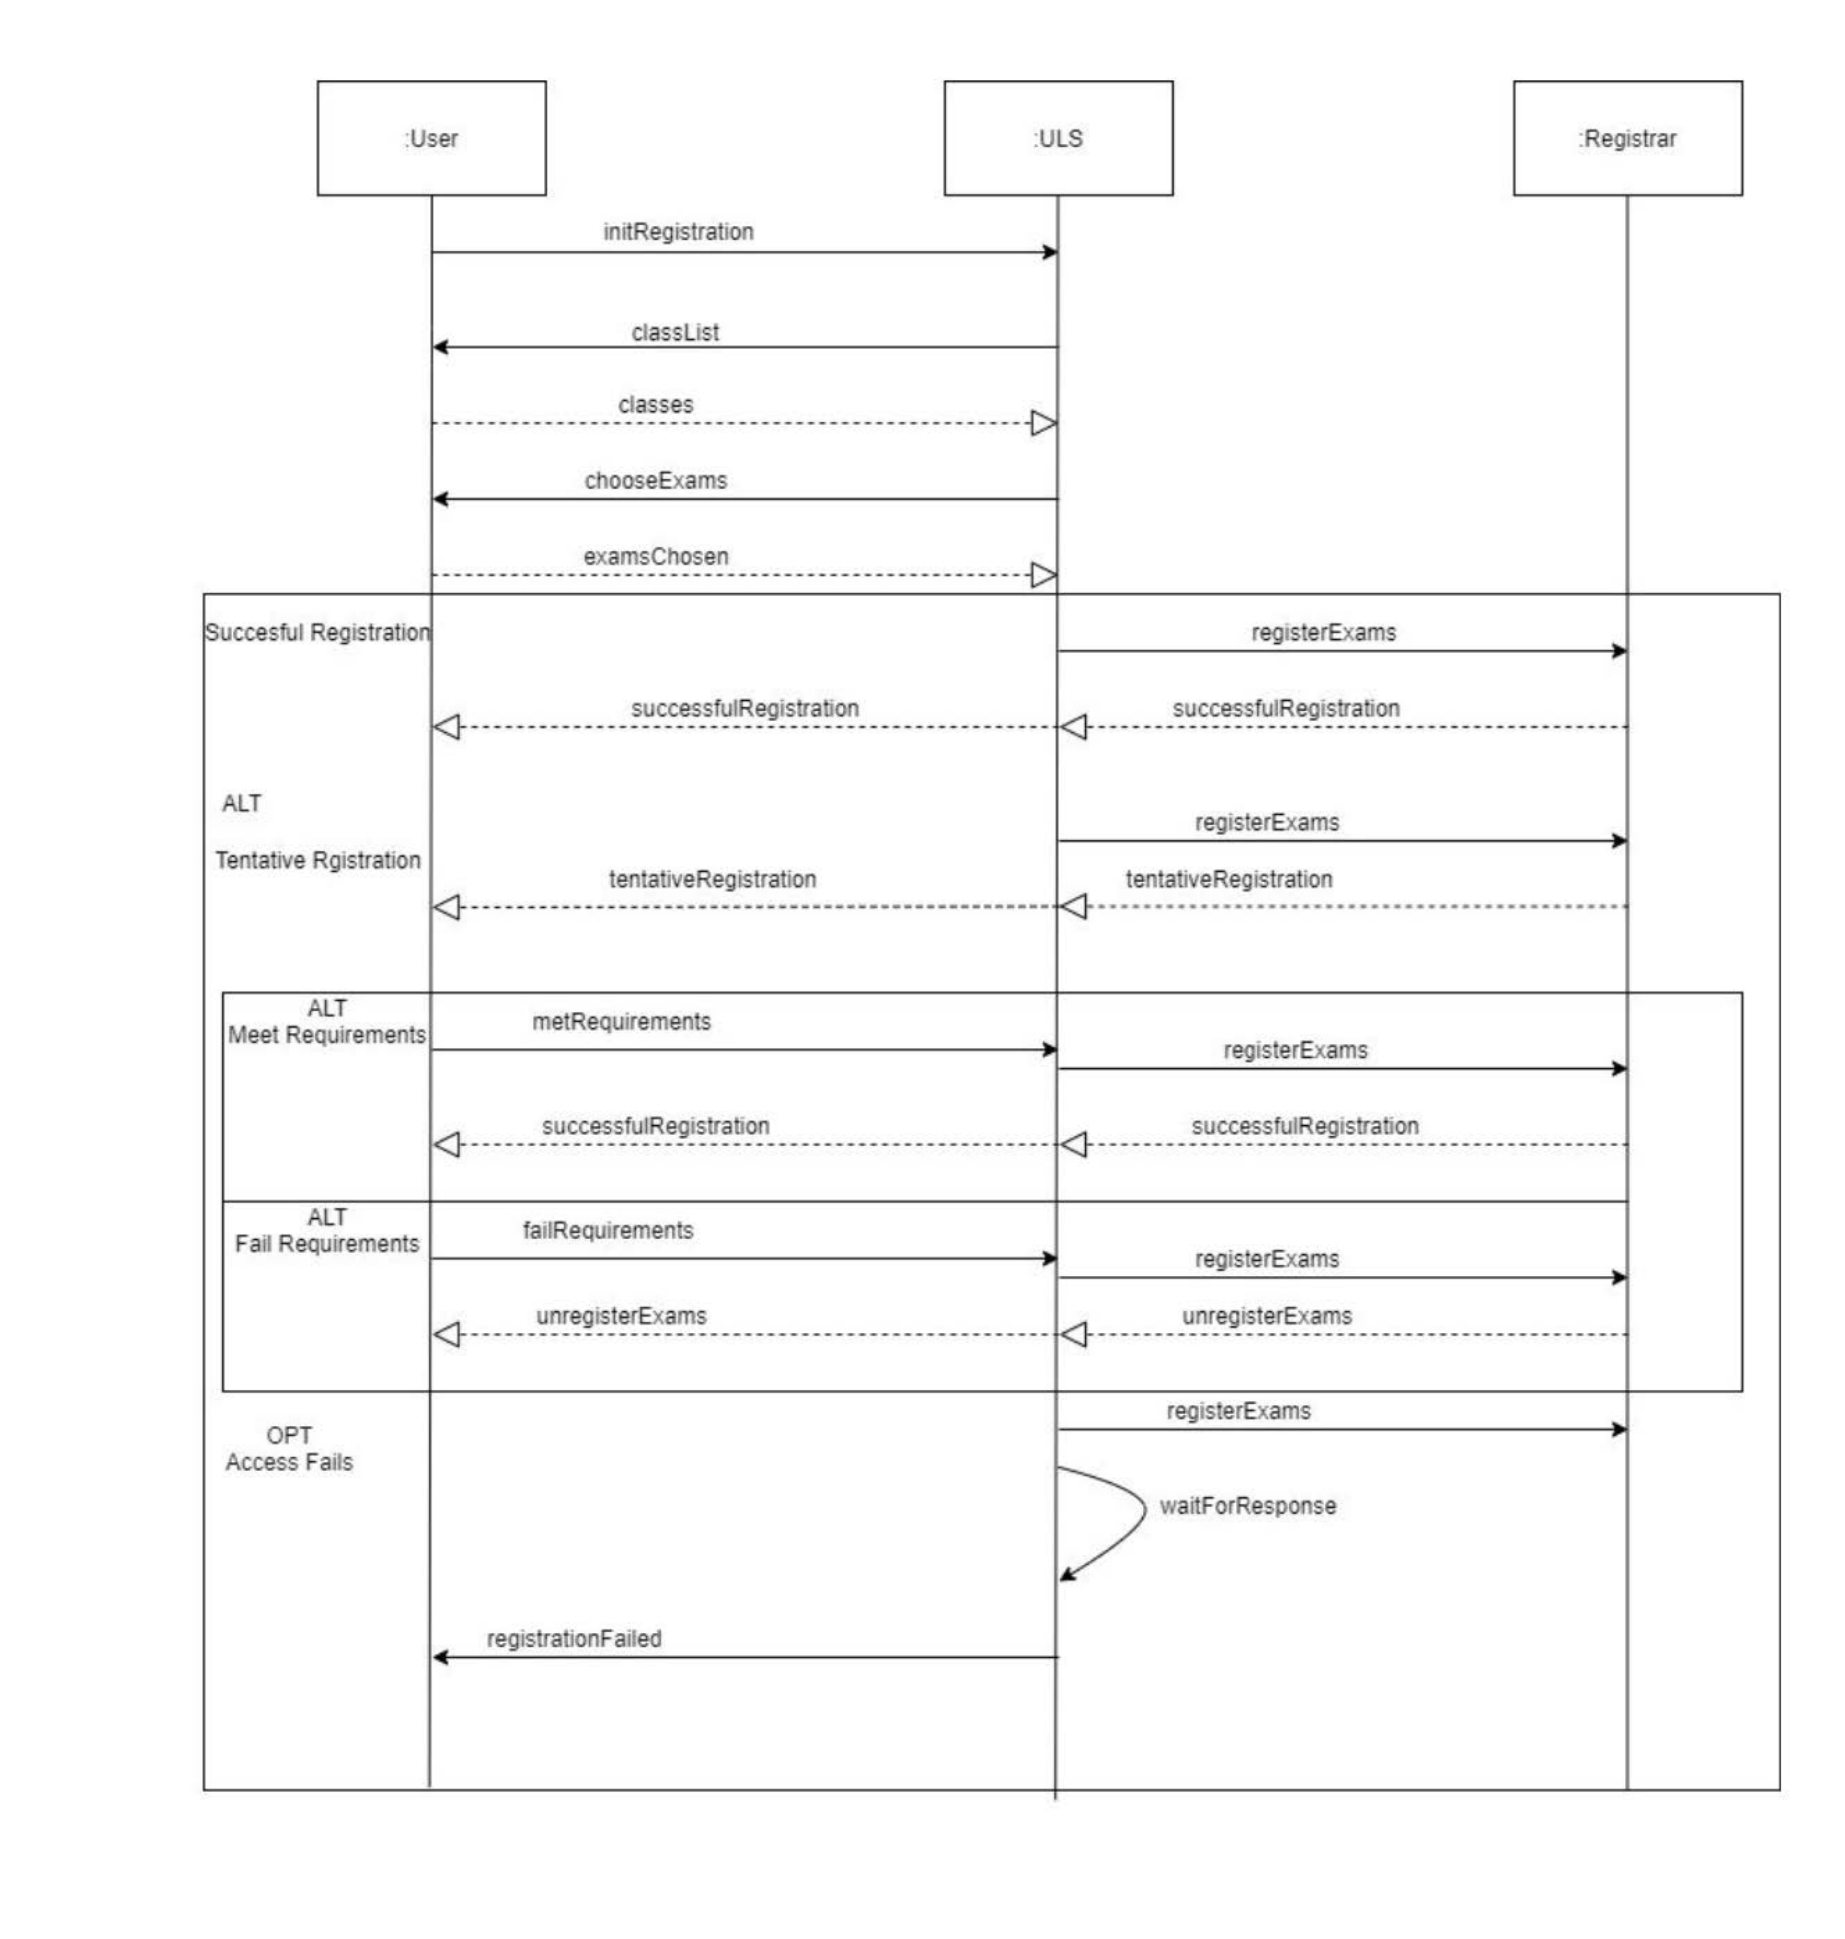 :User
:ULS
:Registrar
initRegistration
classList
classes
chooseExams
examsChosen
Succesful Registration
registerExams
successfulRegistration
successfulRegistration
ALT
registerExams
Tentative Rgistration
tentativeRegistration
tentativeRegistration
ALT
Meet Requirements
metRequirements
registerExams
successfulRegistration
successfulRegistration
ALT
Fail Requirements
failRequirements
registerExams
unregisterExams
unregisterExams
registerExams
OPT
Access Fails
waitForResponse
registrationFailed